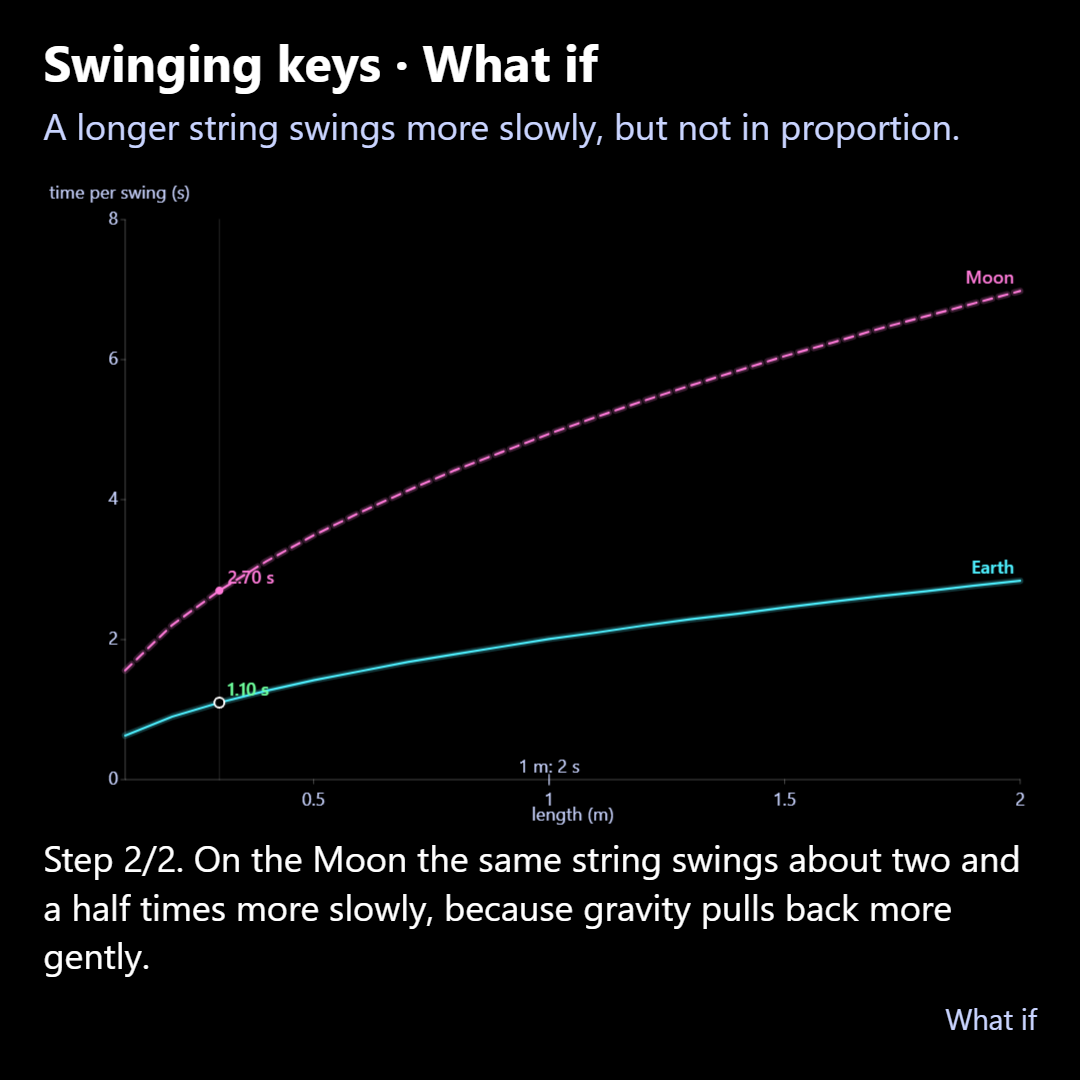 Swinging keys · What if
A longer string swings more slowly, but not in proportion.
time per swing (s)
8
Moon
6
4
2.70 s
Earth
2
1.10 s
1 m: 2 s
0
0.5
1
1.5
2
length (m)
Step 2/2. On the Moon the same string swings about two and
a half times more slowly, because gravity pulls back more
gently.
What if